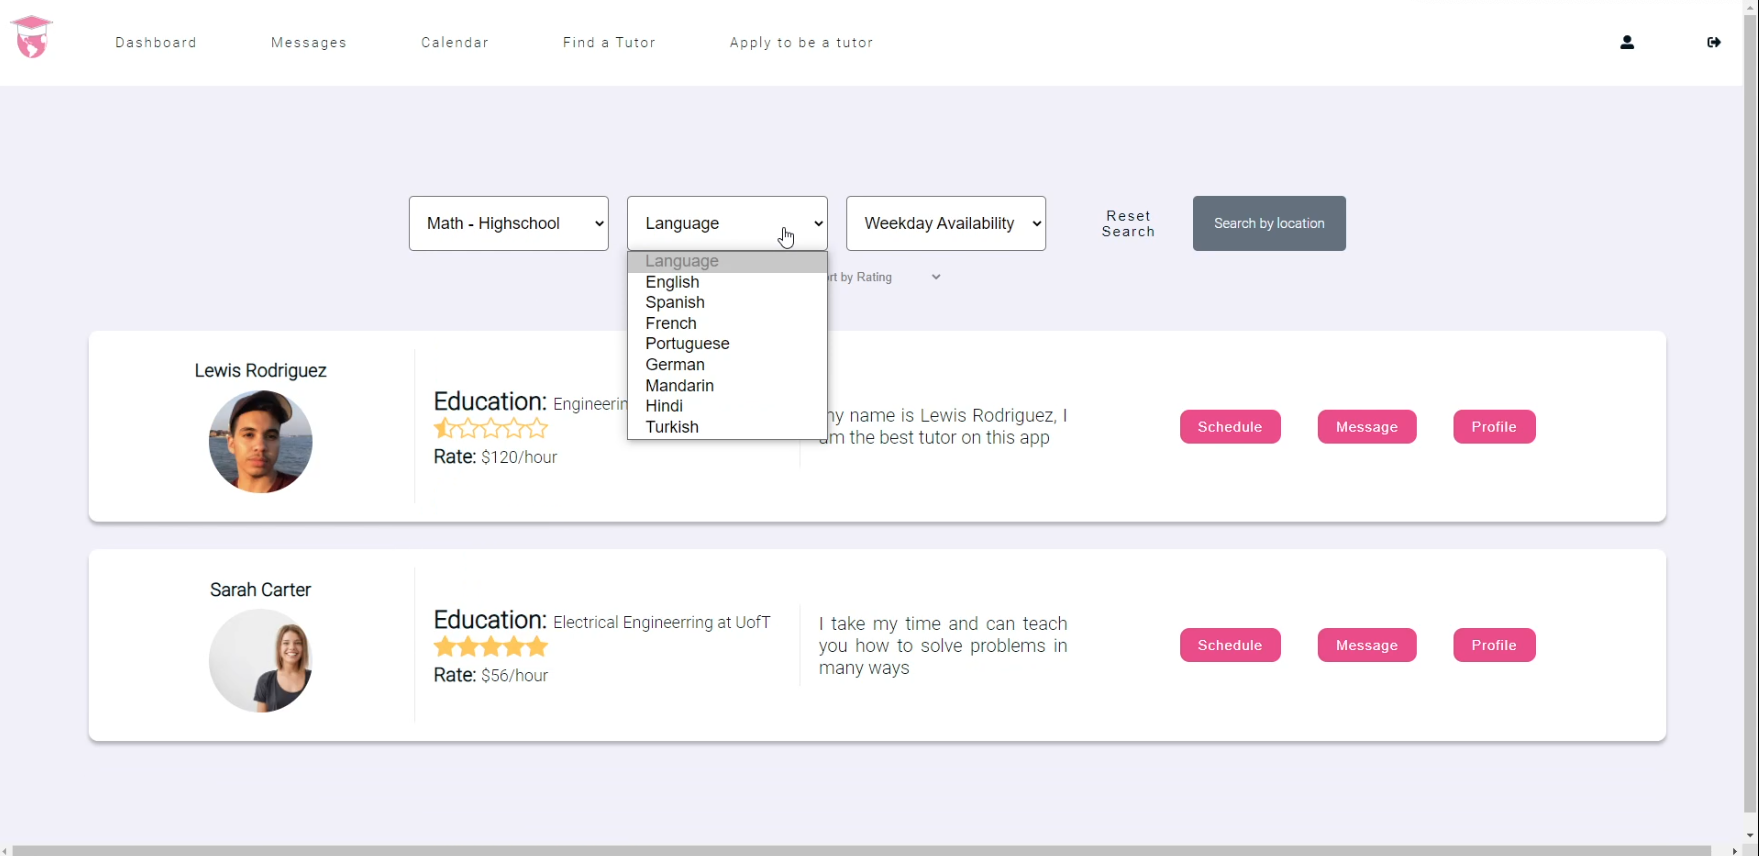 Dashboard
Messages
Calendar
Find a Tutor
Apply to be a tutor
Math - Highschool
Language
Weekday Availability
Reset
Search
Search by location
Language
English
Spanish
French
Portuguese
German
Mandarin
Hindi
Turkish
by Rating
Lewis Rodriguez
Education:
Rate: $120/hour
name is Lewis Rodriguez, I
the best tutor on this app
Schedule
Message
Profile
Sarah Carter
Education: Electrical Engineerring at UofT
Rate: $56/hour
I take my time and can teach
you how to solve problems in
many ways
Schedule
Message
Profile